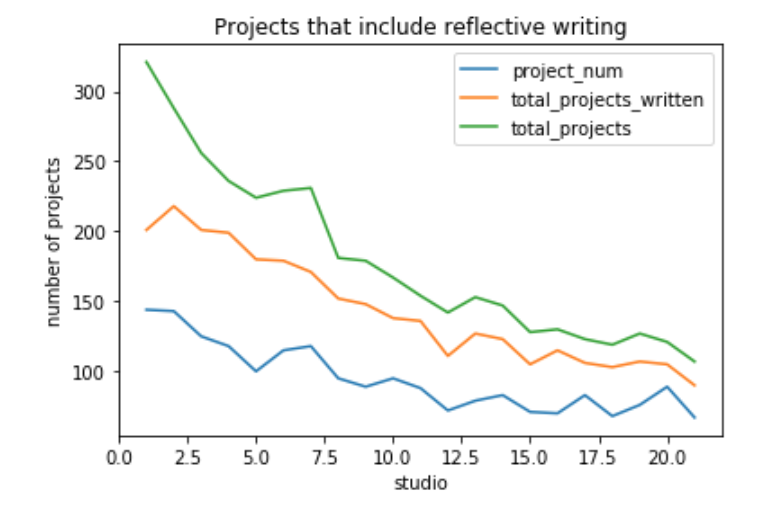 Projects that include reflective writing
project_num
total_projects_written
total_projects
300
250
200
150
100
number of projects
0.0 2.5 5.0 7.5 10.0 12.5 15.0 17.5 20.0
studio